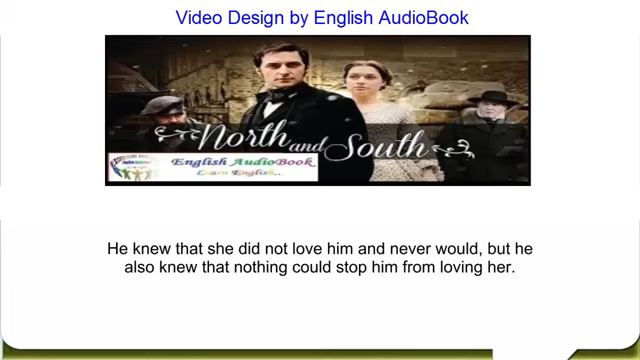 Video Design by English AudioBook
North and South
English AudioBook
Learn English...
He knew that she did not love him and never would, but he
also knew that nothing could stop him from loving her.